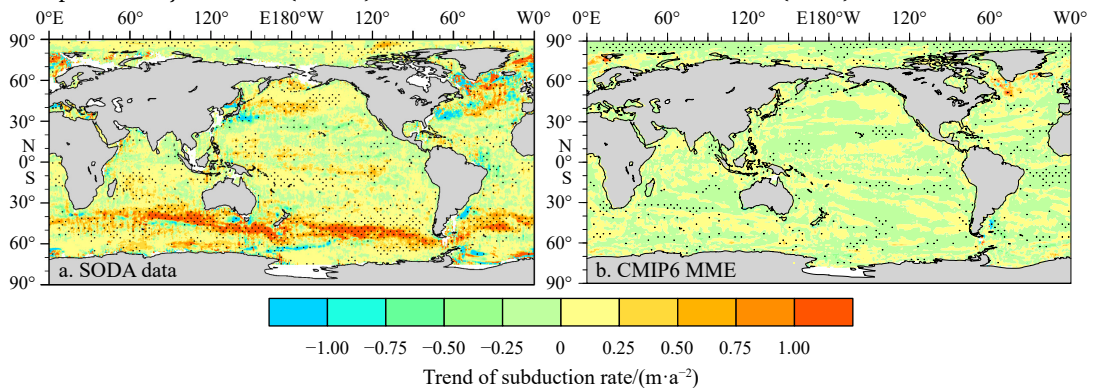 0°E 60° 120° E180°W 120° 60° W0°
0°E 60° 120° E180°W 120° 60° W0°
90°
60°
30°
N
0°
S
30°
60°
90°
a. SODA data
90°
60°
30°
N
0°
S
30°
60°
90°
b. CMIP6 MME
−1.00 −0.75 −0.50 −0.25 0 0.25 0.50 0.75 1.00
Trend of subduction rate/(m·a⁻²)